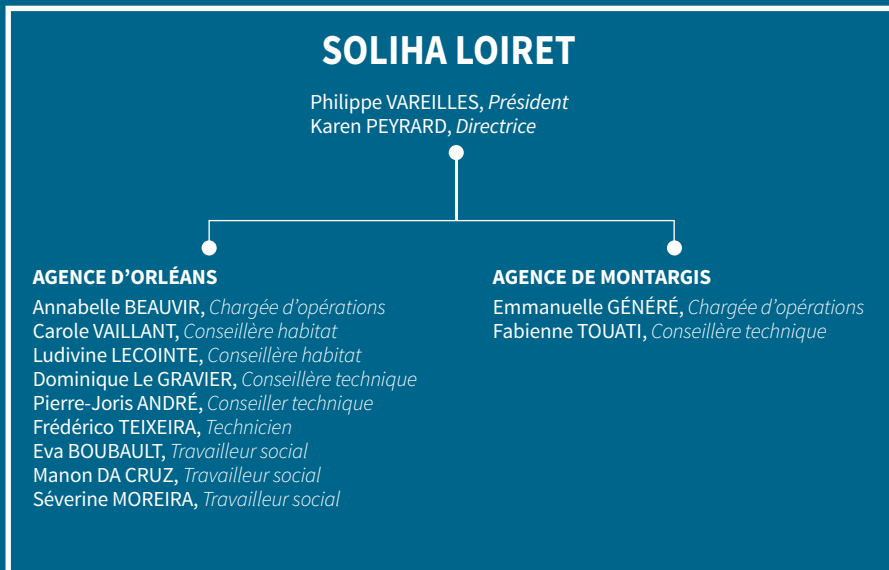 SOLIHA LOIRET
Philippe VAREILLES, Président
Karen PEYRARD, Directrice
AGENCE D’ORLÉANS
Annabelle BEAUVIR, Chargée d’opérations
Carole VAILLANT, Conseillère habitat
Ludivine LECOINTE, Conseillère habitat
Dominique Le GRAVIER, Conseillère technique
Pierre-Joris ANDRÉ, Conseiller technique
Frédérico TEIXEIRA, Technicien
Eva BOUBAULT, Travailleur social
Manon DA CRUZ, Travailleur social
Séverine MOREIRA, Travailleur social
AGENCE DE MONTARGIS
Emmanuelle GÉNÉRÉ, Chargée d’opérations
Fabienne TOUATI, Conseillère technique